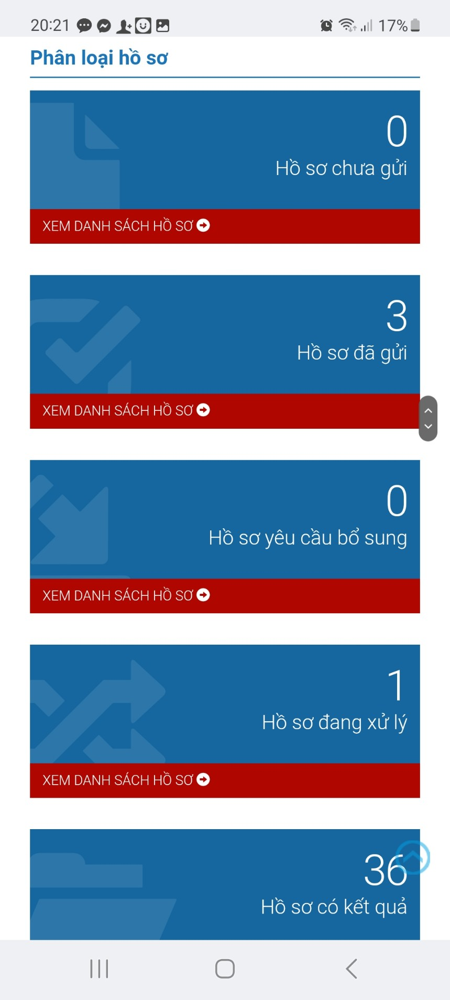 20:21 17%
Phân loại hồ sơ
0
Hồ sơ chưa gửi
XEM DANH SÁCH HỒ SƠ
3
Hồ sơ đã gửi
XEM DANH SÁCH HỒ SƠ
0
Hồ sơ yêu cầu bổ sung
XEM DANH SÁCH HỒ SƠ
1
Hồ sơ đang xử lý
XEM DANH SÁCH HỒ SƠ
36
Hồ sơ có kết quả